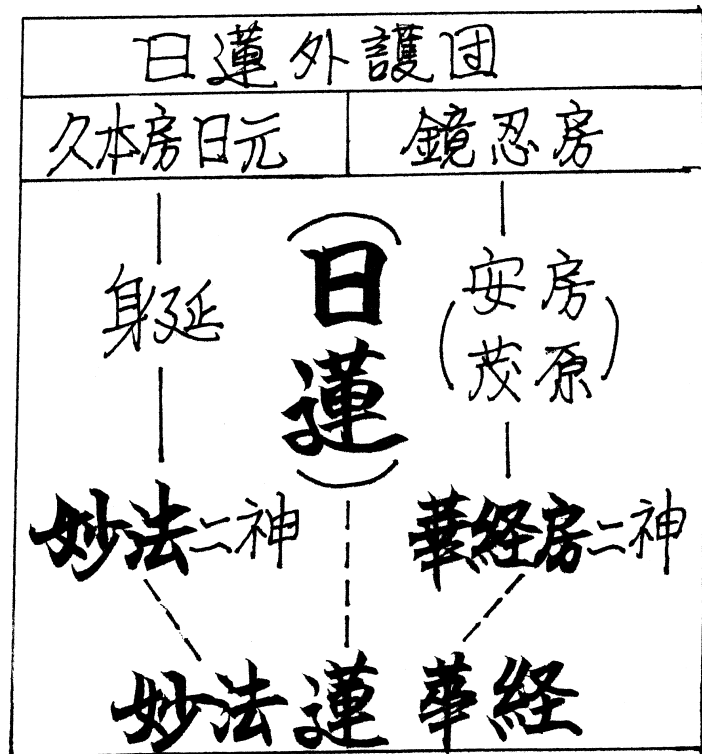 日蓮外護団
久本房日元 鏡忍房
身延 (日蓮) (安房
茂原)
妙法二神 華経房二神
妙法蓮華経